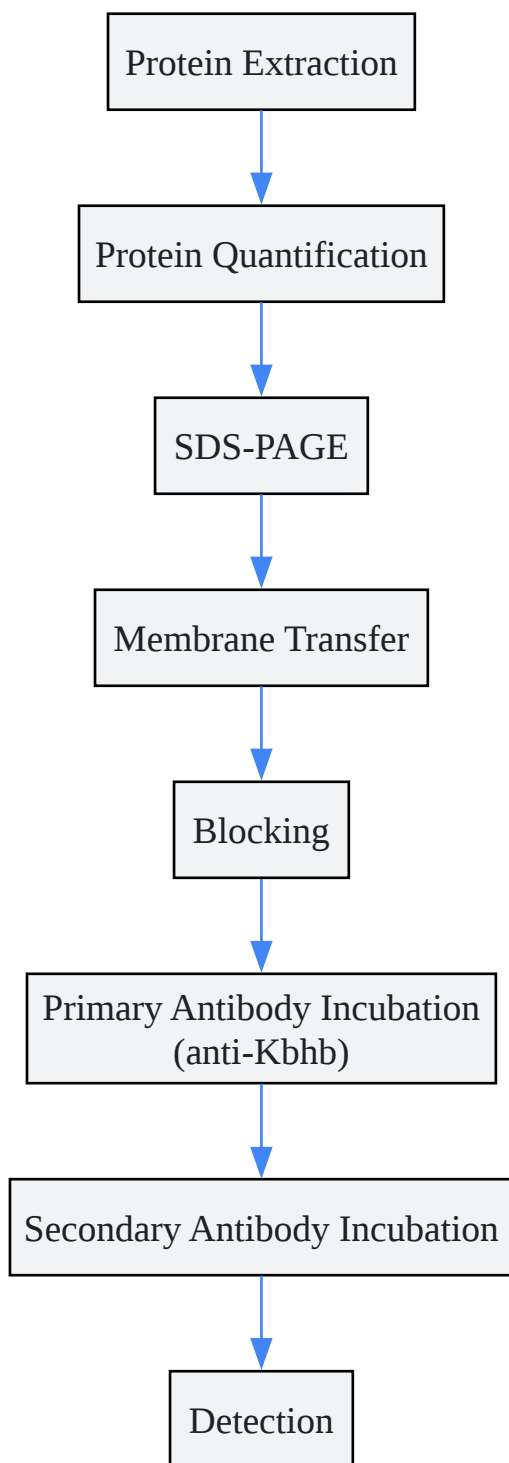 Protein Extraction
Protein Quantification
SDS-PAGE
Membrane Transfer
Blocking
Primary Antibody Incubation
(anti-Kbhb)
Secondary Antibody Incubation
Detection